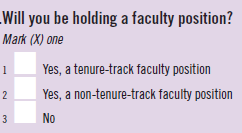 .Will you be holding a faculty position?
Mark (X) one
1 Yes, a tenure-track faculty position
2 Yes, a non-tenure-track faculty position
3 No